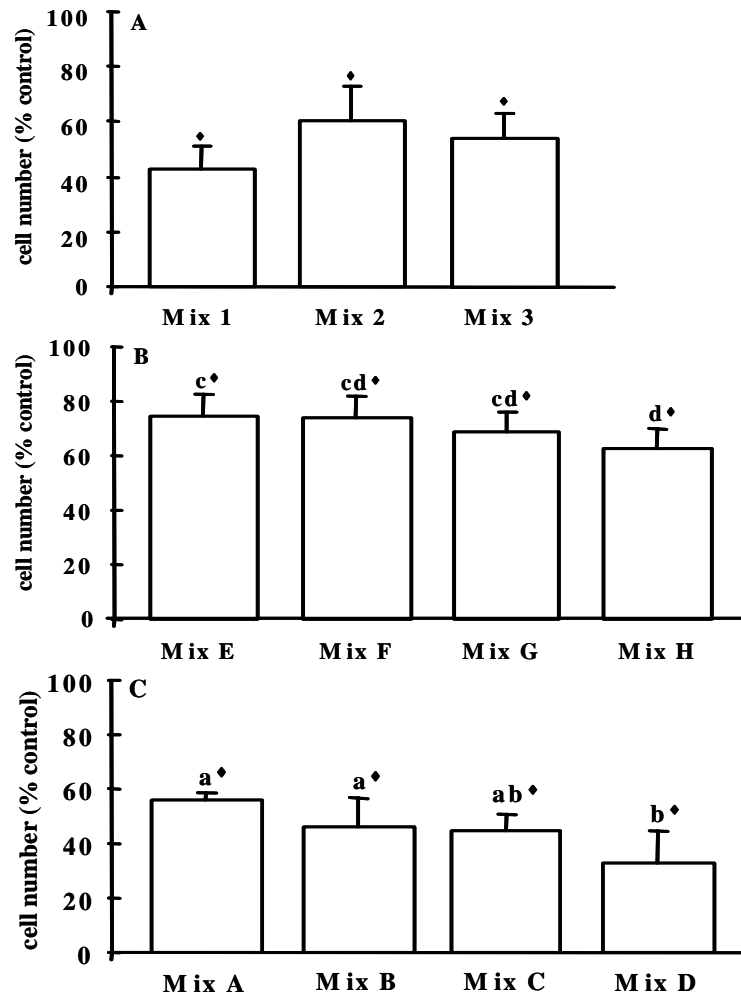 100
A
80
60
40
20
0
cell number (% control)
♦ ♦ ♦
Mix 1 Mix 2 Mix 3
100
B
80
60
40
20
0
cell number (% control)
c♦ cd♦ cd♦ d♦
Mix E Mix F Mix G Mix H
100
C
80
60
40
20
0
cell number (% control)
a♦ a♦ ab♦ b♦
Mix A Mix B Mix C Mix D